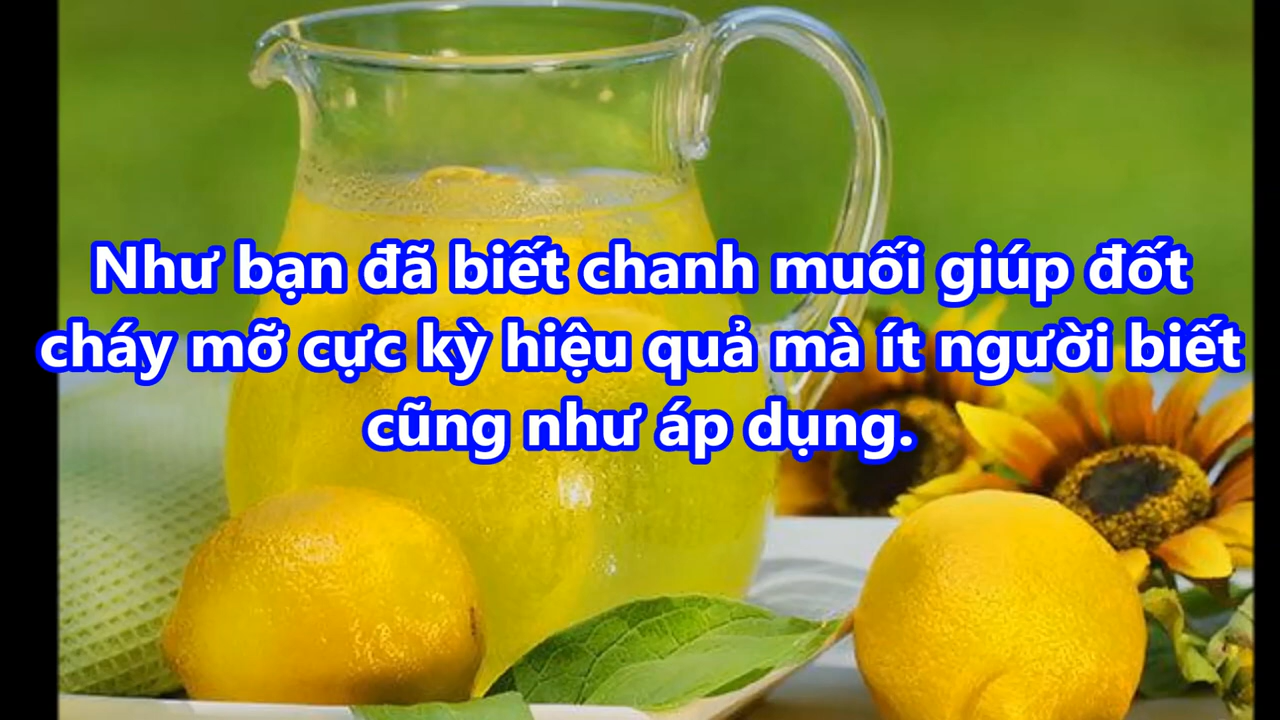 Như bạn đã biết chanh muối giúp đốt
cháy mỡ cực kỳ hiệu quả mà ít người biết
cũng như áp dụng.